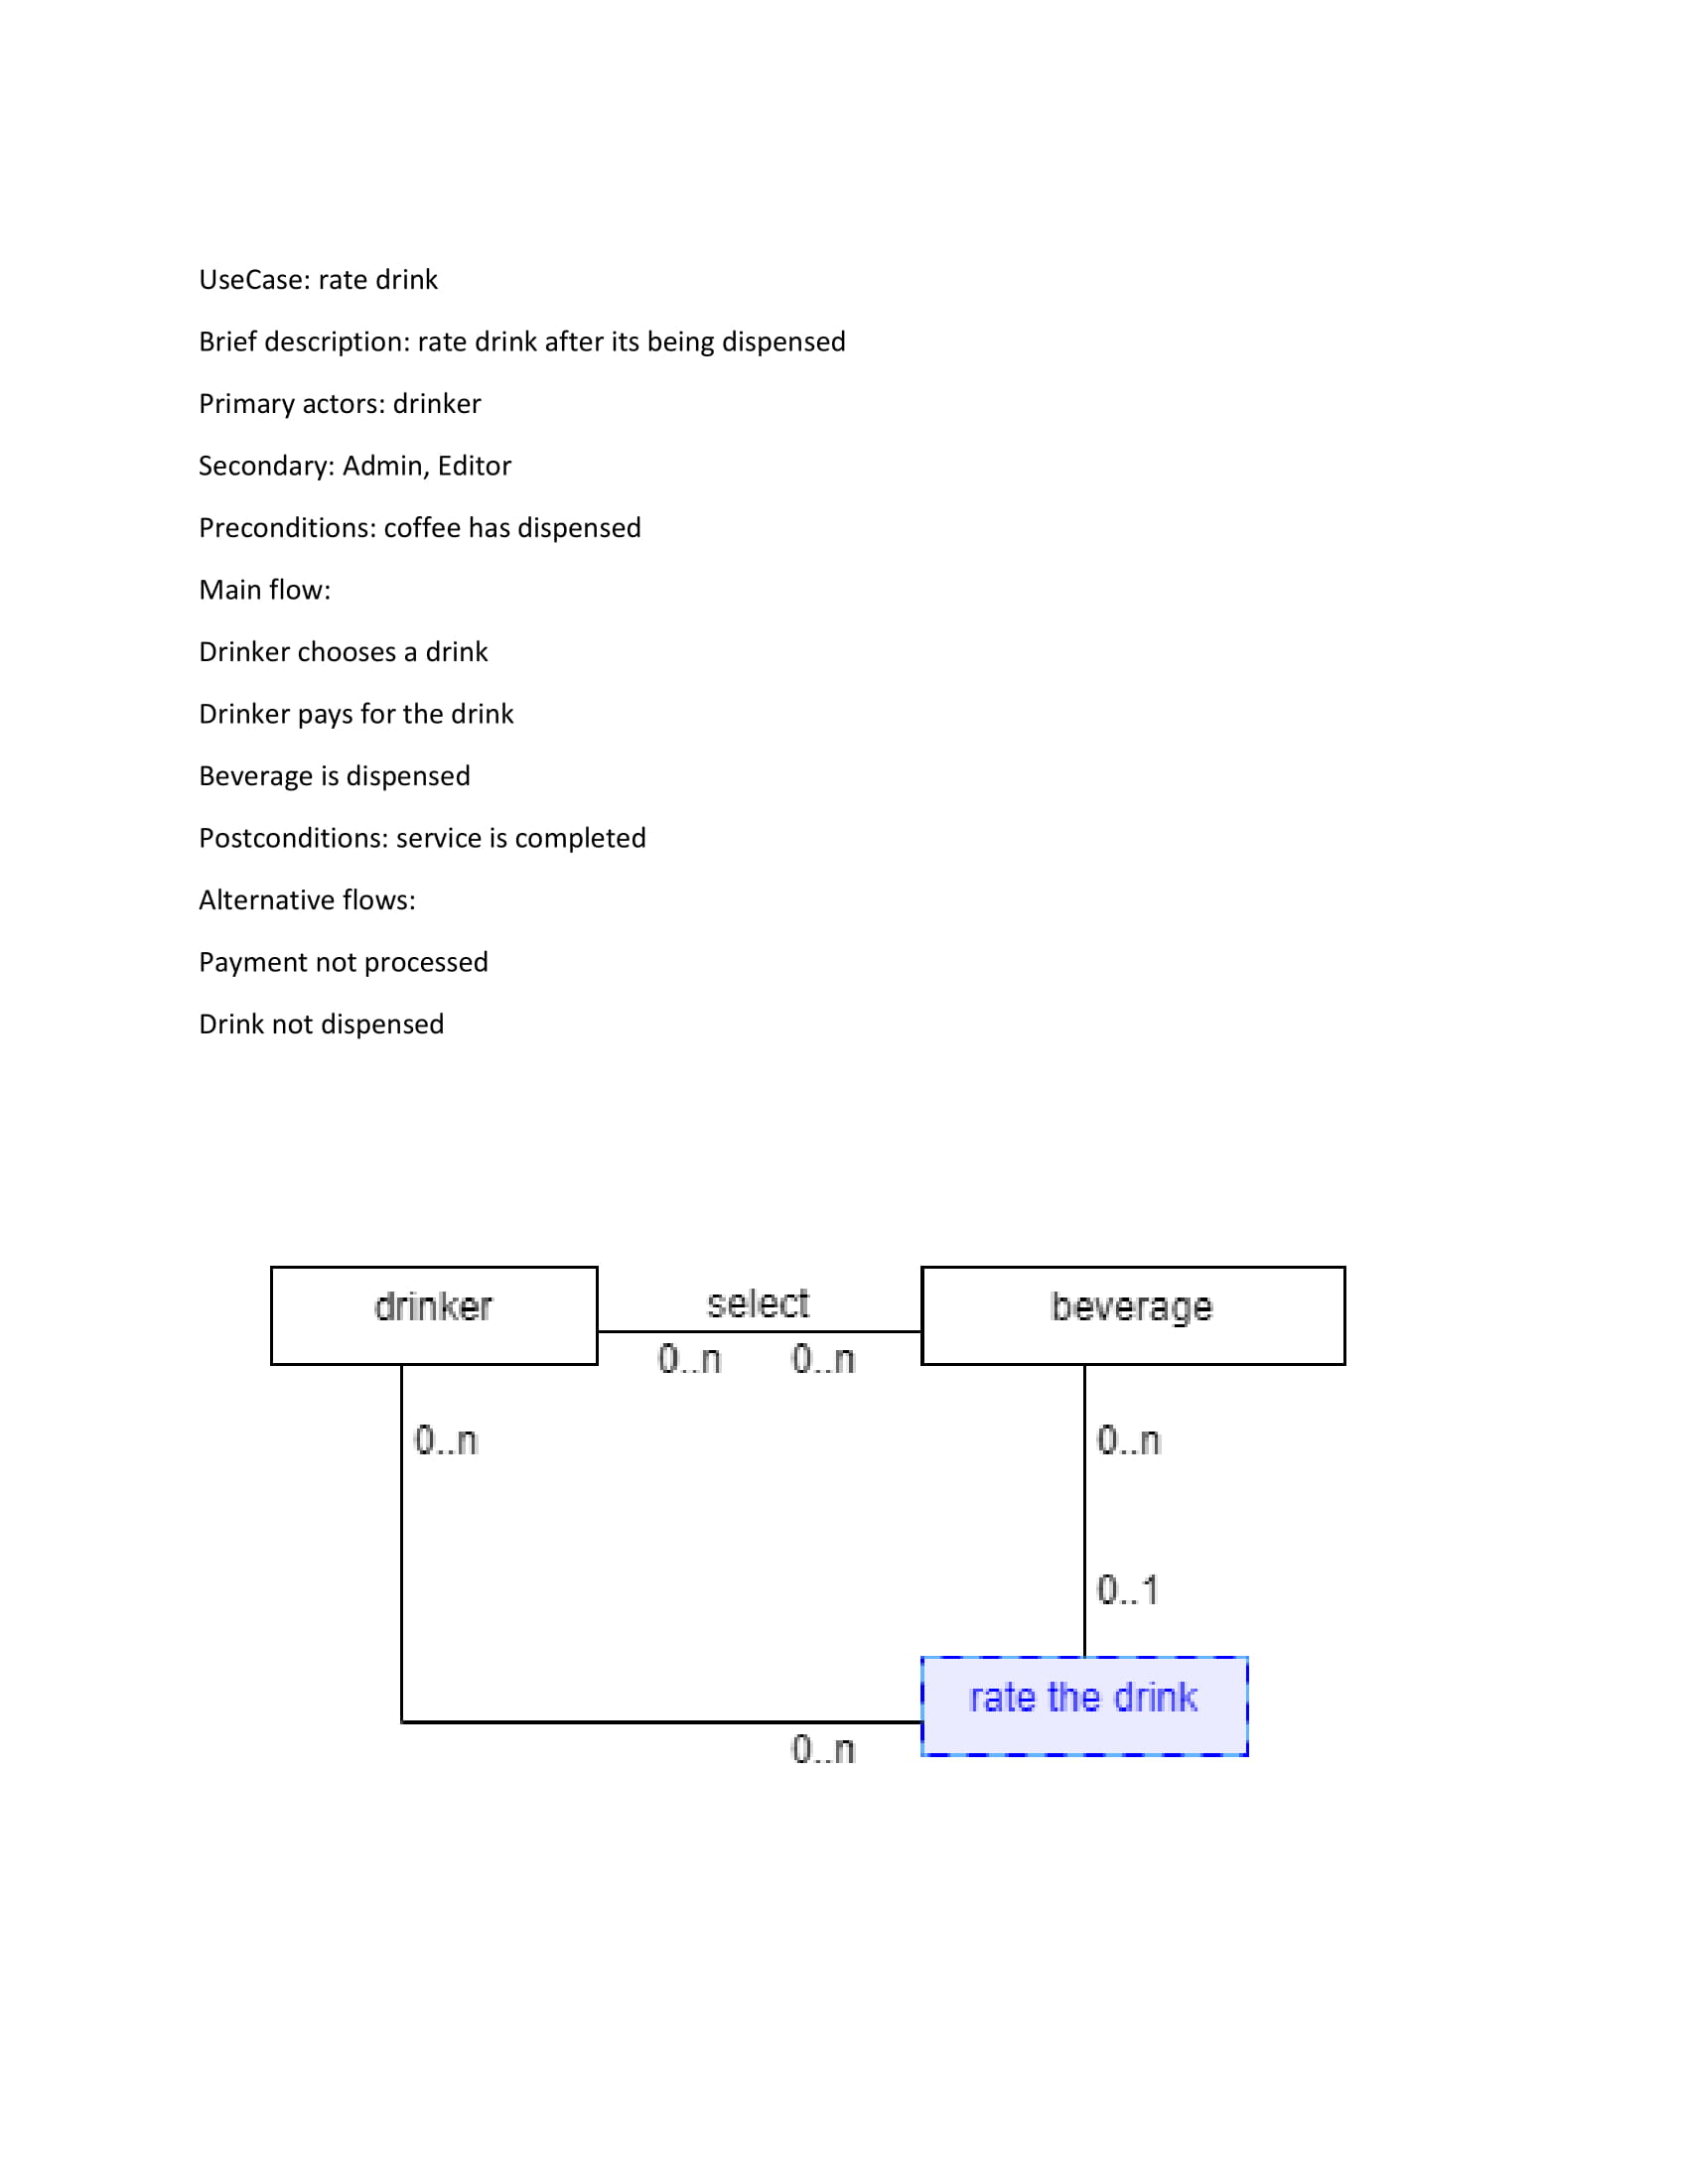 UseCase: rate drink
Brief description: rate drink after its being dispensed
Primary actors: drinker
Secondary: Admin, Editor
Preconditions: coffee has dispensed
Main flow:
Drinker chooses a drink
Drinker pays for the drink
Beverage is dispensed
Postconditions: service is completed
Alternative flows:
Payment not processed
Drink not dispensed
drinker
select
beverage
0..n
0..n
0..n
0..n
0..1
rate the drink
0..n